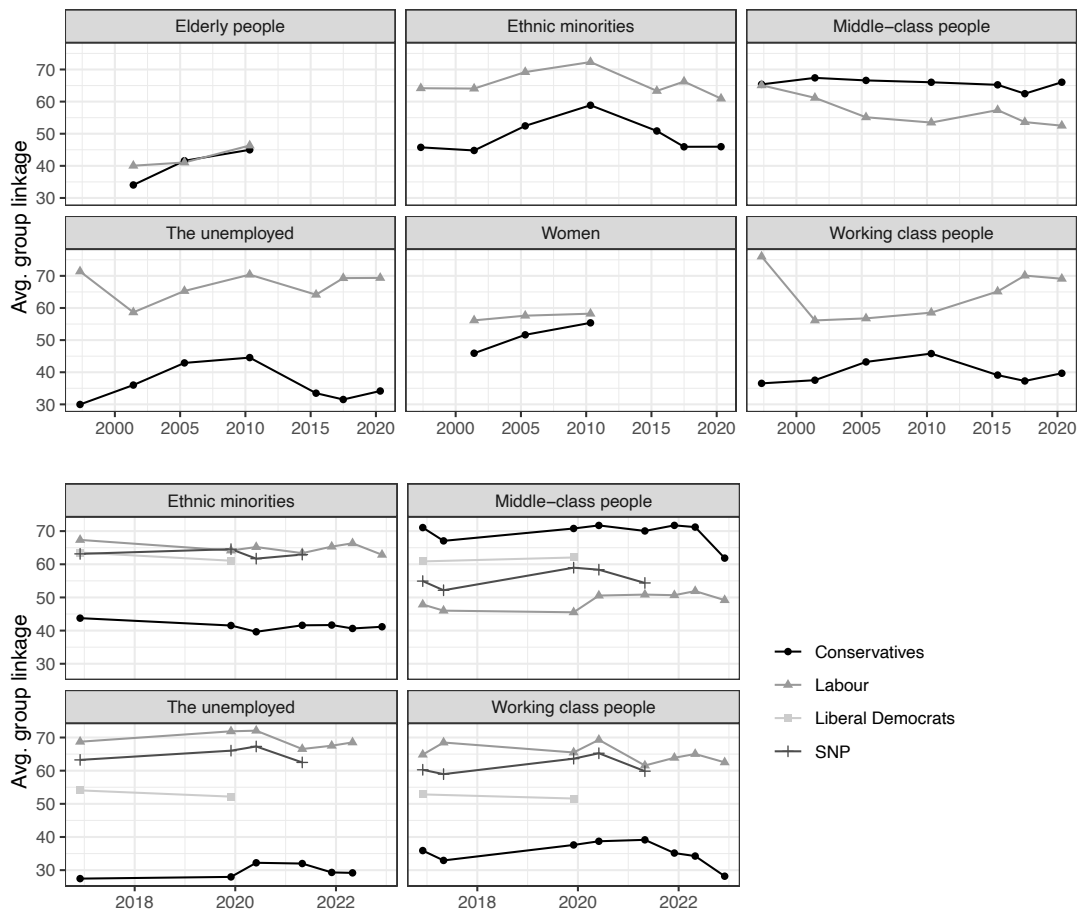 Elderly people Ethnic minorities Middle−class people
70
60
50
40
30
The unemployed Women Working class people
70
60
50
40
30
Avg. group linkage
2000 2005 2010 2015 2020 2000 2005 2010 2015 2020 2000 2005 2010 2015 2020
Ethnic minorities Middle−class people
70
60
50
40
30
The unemployed Working class people
70
60
50
40
30
Avg. group linkage
2018 2020 2022 2018 2020 2022
Conservatives
Labour
Liberal Democrats
SNP